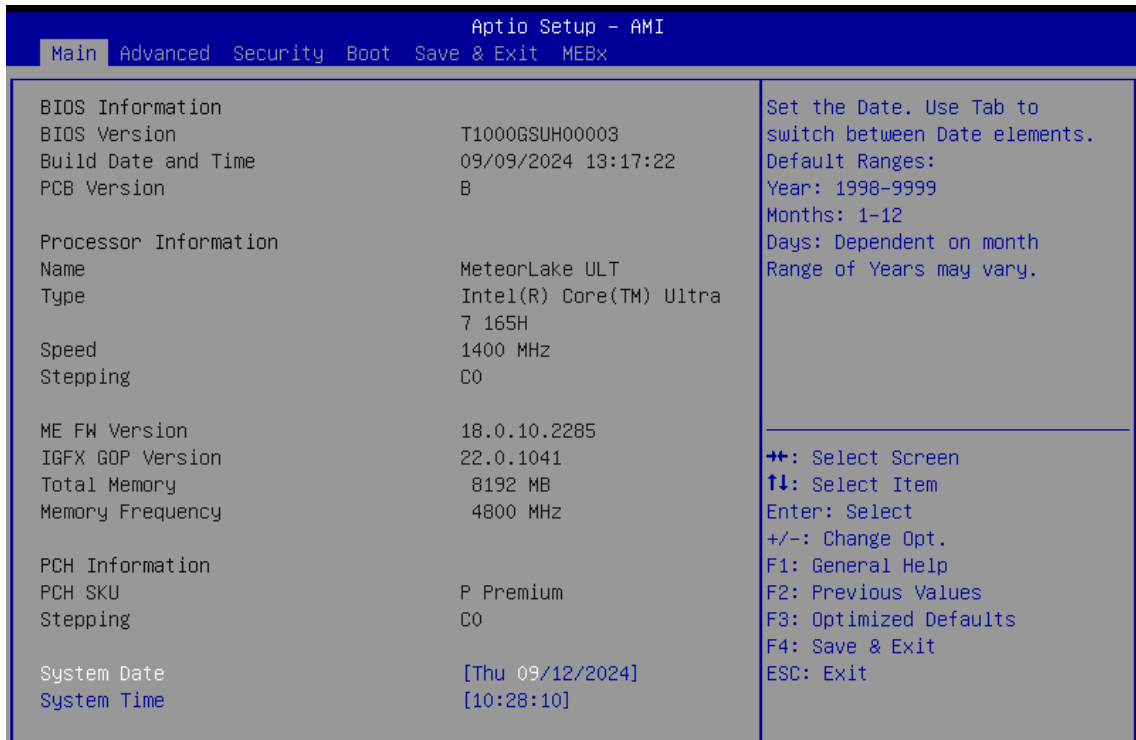 Aptio Setup – AMI
Main Advanced Security Boot Save & Exit MEBx
BIOS Information
BIOS Version T1000GSUH00003
Build Date and Time 09/09/2024 13:17:22
PCB Version B
Processor Information
Name MeteorLake ULT
Type Intel(R) Core(TM) Ultra
7 165H
Speed 1400 MHz
Stepping C0
ME FW Version 18.0.10.2285
IGFX GOP Version 22.0.1041
Total Memory 8192 MB
Memory Frequency 4800 MHz
PCH Information
PCH SKU P Premium
Stepping C0
System Date [Thu 09/12/2024]
System Time [10:28:10]
Set the Date. Use Tab to
switch between Date elements.
Default Ranges:
Year: 1998-9999
Months: 1-12
Days: Dependent on month
Range of Years may vary.
→←: Select Screen
↑↓: Select Item
Enter: Select
+/-: Change Opt.
F1: General Help
F2: Previous Values
F3: Optimized Defaults
F4: Save & Exit
ESC: Exit